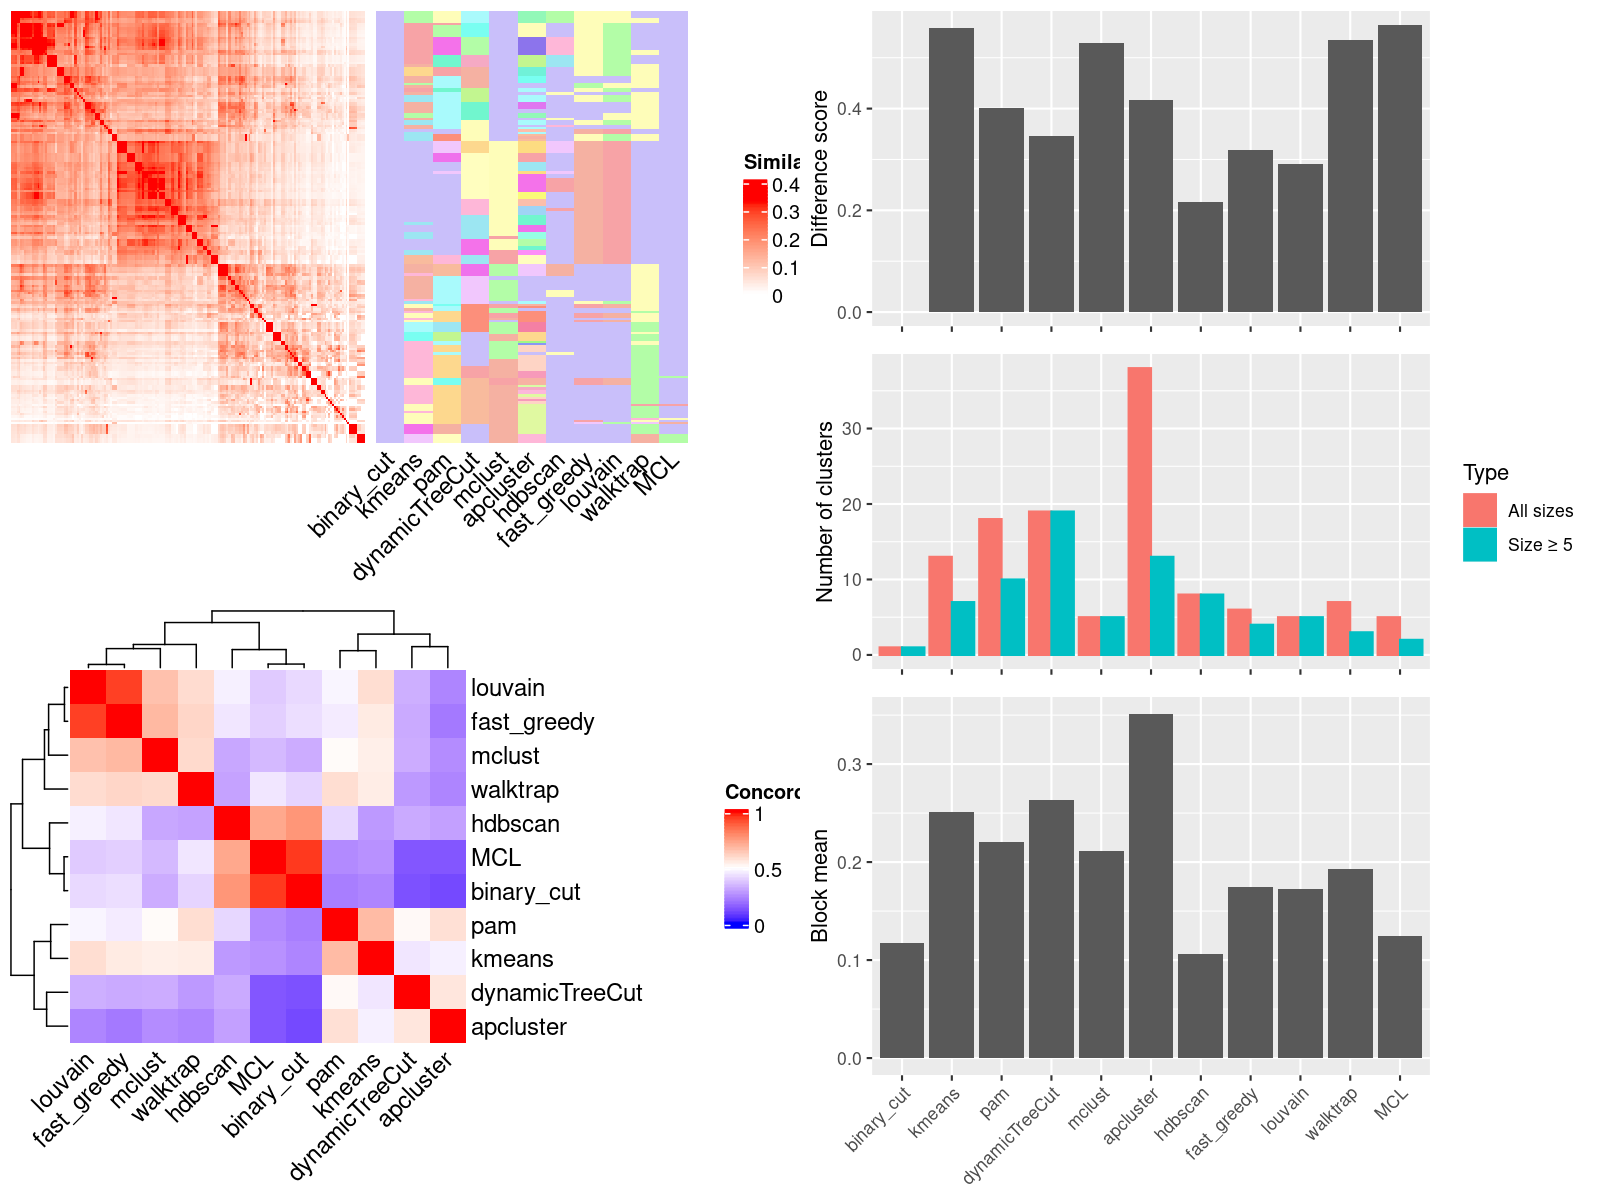 Simila
0.4
0.3
0.2
0.1
0
binary_cut
kmeans
pam
dynamicTreeCut
mclust
apcluster
hdbscan
fast_greedy
louvain
walktrap
MCL
louvain
fast_greedy
mclust
walktrap
hdbscan
MCL
binary_cut
pam
kmeans
dynamicTreeCut
apcluster
louvain
fast_greedy
mclust
walktrap
hdbscan
MCL
binary_cut
pam
kmeans
dynamicTreeCut
apcluster
Concord
1
0.5
0
Difference score
0.4
0.2
0.0
Number of clusters
30
20
10
0
Type
All sizes
Size ≥ 5
Block mean
0.3
0.2
0.1
0.0
binary_cut
kmeans
pam
dynamicTreeCut
mclust
apcluster
hdbscan
fast_greedy
louvain
walktrap
MCL